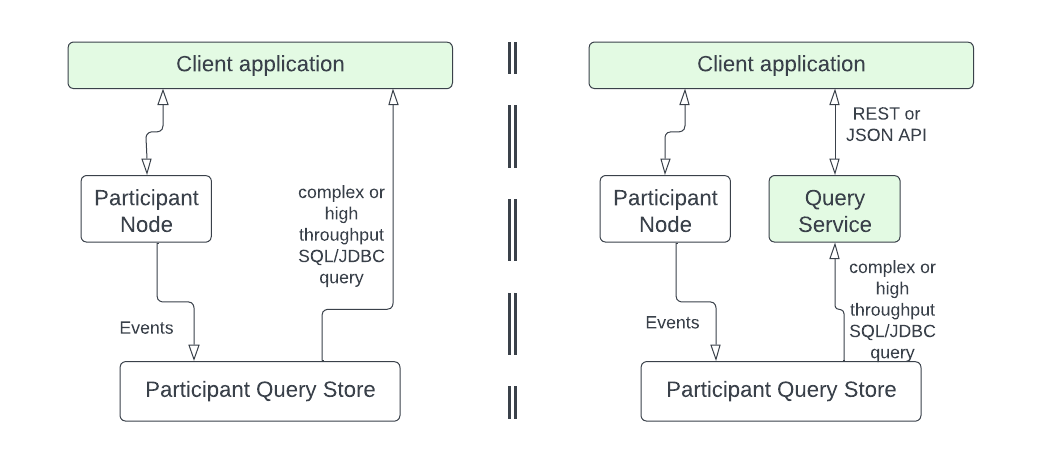 Client application
Participant
Node
complex or
high
throughput
SQL/JDBC
query
Events
Participant Query Store
Client application
REST or
JSON API
Participant
Node
Query
Service
complex or
high
throughput
SQL/JDBC
query
Events
Participant Query Store